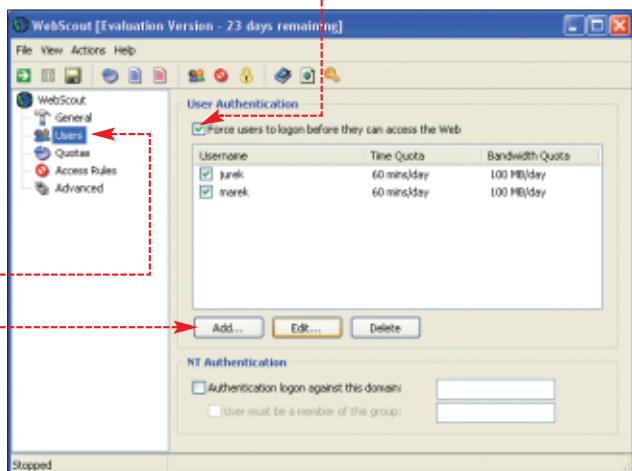 WebScout [Evaluation Version - 23 days remaining]
File View Actions Help
WebScout
General
Users
Quotas
Access Rules
Advanced
User Authentication
Force users to logon before they can access the Web
Username Time Quota Bandwidth Quota
jurek 60 mins/day 100 MB/day
marek 60 mins/day 100 MB/day
Add... Edit... Delete
NT Authentication
Authentication logon against this domain:
User must be a member of this group:
Stopped